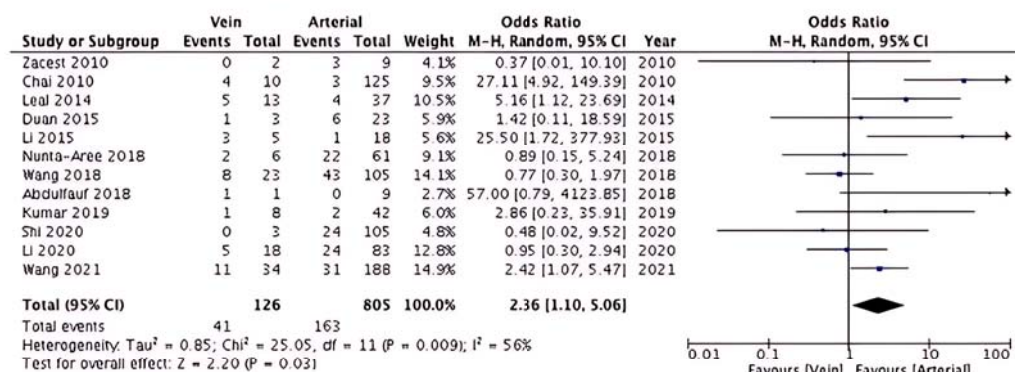 Vein Arterial Odds Ratio Odds Ratio
Study or Subgroup Events Total Events Total Weight M-H, Random, 95% CI Year M-H, Random, 95% CI
Zacest 2010 0 2 3 9 4.1% 0.37 [0.01, 10.10] 2010
Chai 2010 4 10 3 125 9.5% 27.11 [4.92, 149.39] 2010
Leal 2014 5 13 4 37 10.5% 5.16 [1.12, 23.69] 2014
Duan 2015 1 3 6 23 5.9% 1.42 [0.11, 18.59] 2015
Li 2015 3 5 1 18 5.6% 25.50 [1.72, 377.93] 2015
Nunta-Aree 2018 2 6 22 61 9.1% 0.89 [0.15, 5.24] 2018
Wang 2018 8 23 43 105 14.1% 0.77 [0.30, 1.97] 2018
Abdulfauf 2018 1 1 0 9 2.7% 57.00 [0.79, 4123.85] 2018
Kumar 2019 1 8 2 42 6.0% 2.86 [0.23, 35.91] 2019
Shi 2020 0 3 24 105 4.8% 0.48 [0.02, 9.52] 2020
Li 2020 5 18 24 83 12.8% 0.95 [0.30, 2.94] 2020
Wang 2021 11 34 31 188 14.9% 2.42 [1.07, 5.47] 2021
Total (95% CI) 126 805 100.0% 2.36 [1.10, 5.06]
Total events 41 163
Heterogeneity: Tau² = 0.85; Chi² = 25.05, df = 11 (P = 0.009); I² = 56%
Test for overall effect: Z = 2.20 (P = 0.03)
0.01 0.1 1 10 100
Favours [Vein] Favours [Arterial]